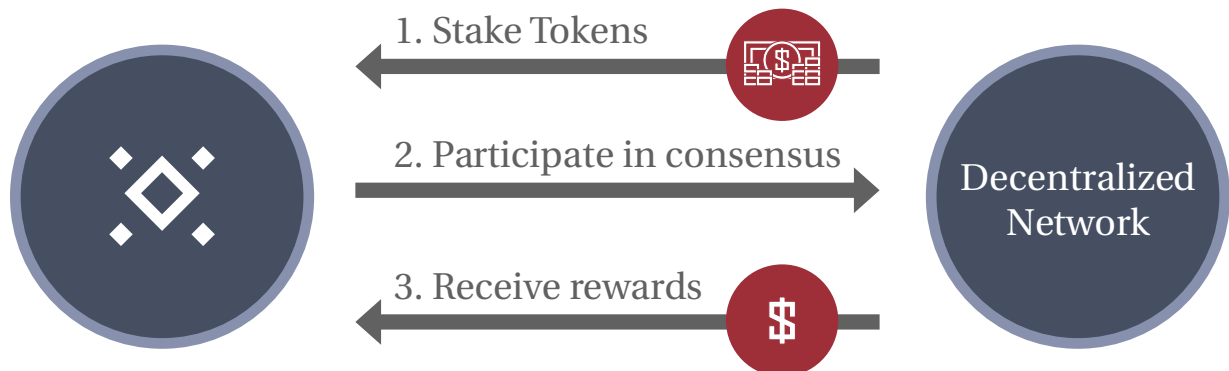 1. Stake Tokens
$
2. Participate in consensus
Decentralized
Network
3. Receive rewards
$